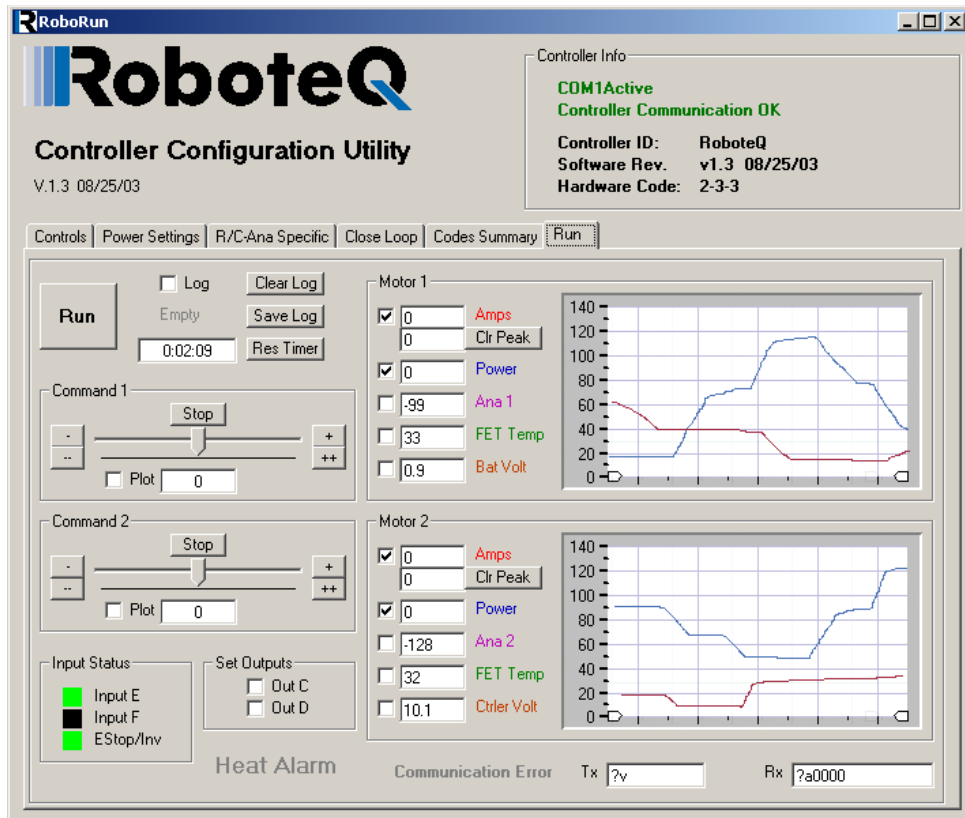 RoboRun
RoboteQ
Controller Configuration Utility
V.1.3 08/25/03
Controller Info
COM1Active
Controller Communication OK
Controller ID: RoboteQ
Software Rev. v1.3 08/25/03
Hardware Code: 2-3-3
Controls Power Settings R/C-Ana Specific Close Loop Codes Summary Run
Run
Log
Clear Log
Empty
Save Log
0:02:09
Res Timer
Command 1
Stop
- +
-- ++
Plot 0
Command 2
Stop
- +
-- ++
Plot 0
Input Status
Input E
Input F
EStop/Inv
Set Outputs
Out C
Out D
Heat Alarm
Motor 1
0 Amps
0 Clr Peak
0 Power
-99 Ana 1
33 FET Temp
0.9 Bat Volt
140
120
100
80
60
40
20
0
Motor 2
0 Amps
0 Clr Peak
0 Power
-128 Ana 2
32 FET Temp
10.1 Ctrler Volt
140
120
100
80
60
40
20
0
Communication Error
Tx ?v
Rx ?a0000